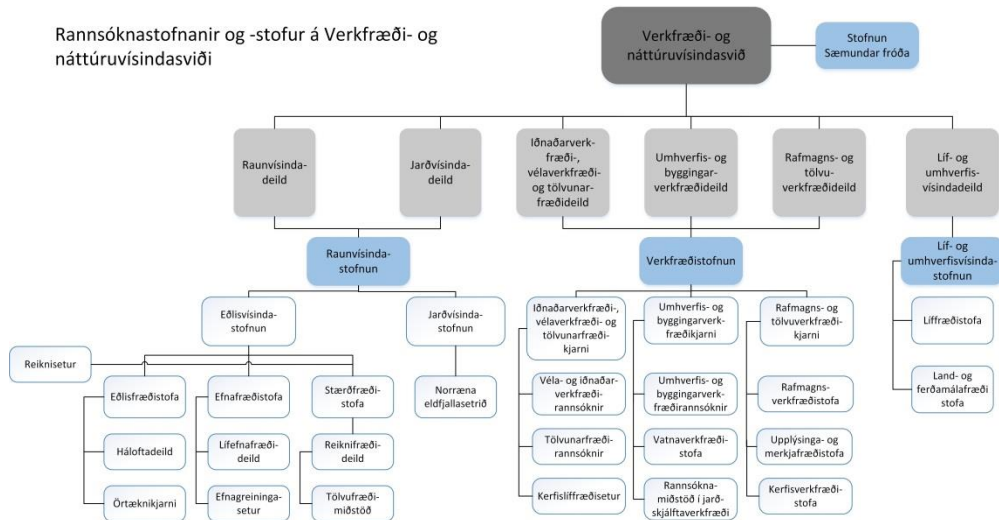 Rannsóknastofnanir og -stofur á Verkfræði- og
náttúruvísindasviði
Verkfræði- og
náttúruvísindasvið
Stofnun
Sæmundar fróða
Raunvísinda-
deild
Jarðvísinda-
deild
Iðnaðarverk-
fræði-,
vélaverkfræði-
og tölvunar-
fræðideild
Umhverfis- og
byggingar-
verkfræðideild
Rafmagns- og
tölvu-
verkfræðideild
Líf- og
umhverfis-
vísindadeild
Raunvísinda-
stofnun
Verkfræðistofnun
Líf- og
umhverfisvísinda-
stofnun
Eðlisvísinda-
stofnun
Jarðvísinda-
stofnun
Iðnaðarverkfræði-,
vélaverkfræði- og
tölvunarfræði-
kjarni
Umhverfis- og
byggingarverk-
fræðikjarni
Rafmagns- og
tölvuverkfræði-
kjarni
Líffræðistofa
Reiknisetur
Eðlisfræðistofa
Efnafræðistofa
Stærðfræði-
stofa
Norræna
eldfjallasetrið
Véla- og iðnaðar-
verkfræði-
rannsóknir
Umhverfis- og
byggingarverk-
fræðirannsóknir
Rafmagns-
verkfræðistofa
Land- og
ferðamálafræði
stofa
Háloftadeild
Lífefnafræði-
deild
Reiknifræði-
deild
Tölvunarfræði-
rannsóknir
Vatnaverkfræði-
stofa
Upplýsinga- og
merkjafræðistofa
Örtæknikjarni
Efnagreininga-
setur
Tölvufræði-
miðstöð
Kerfislíffræðisetur
Rannsókna-
miðstöð í jarð-
skjálftaverkfræði
Kerfisverkfræði-
stofa